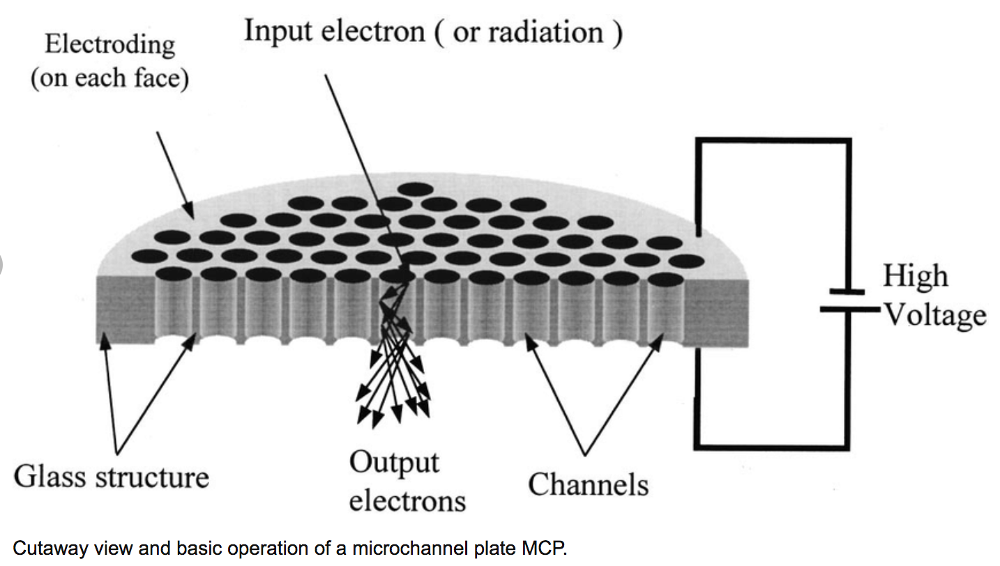 Electroding
(on each face)
Input electron ( or radiation )
High
Voltage
Glass structure
Output
electrons
Channels
Cutaway view and basic operation of a microchannel plate MCP.